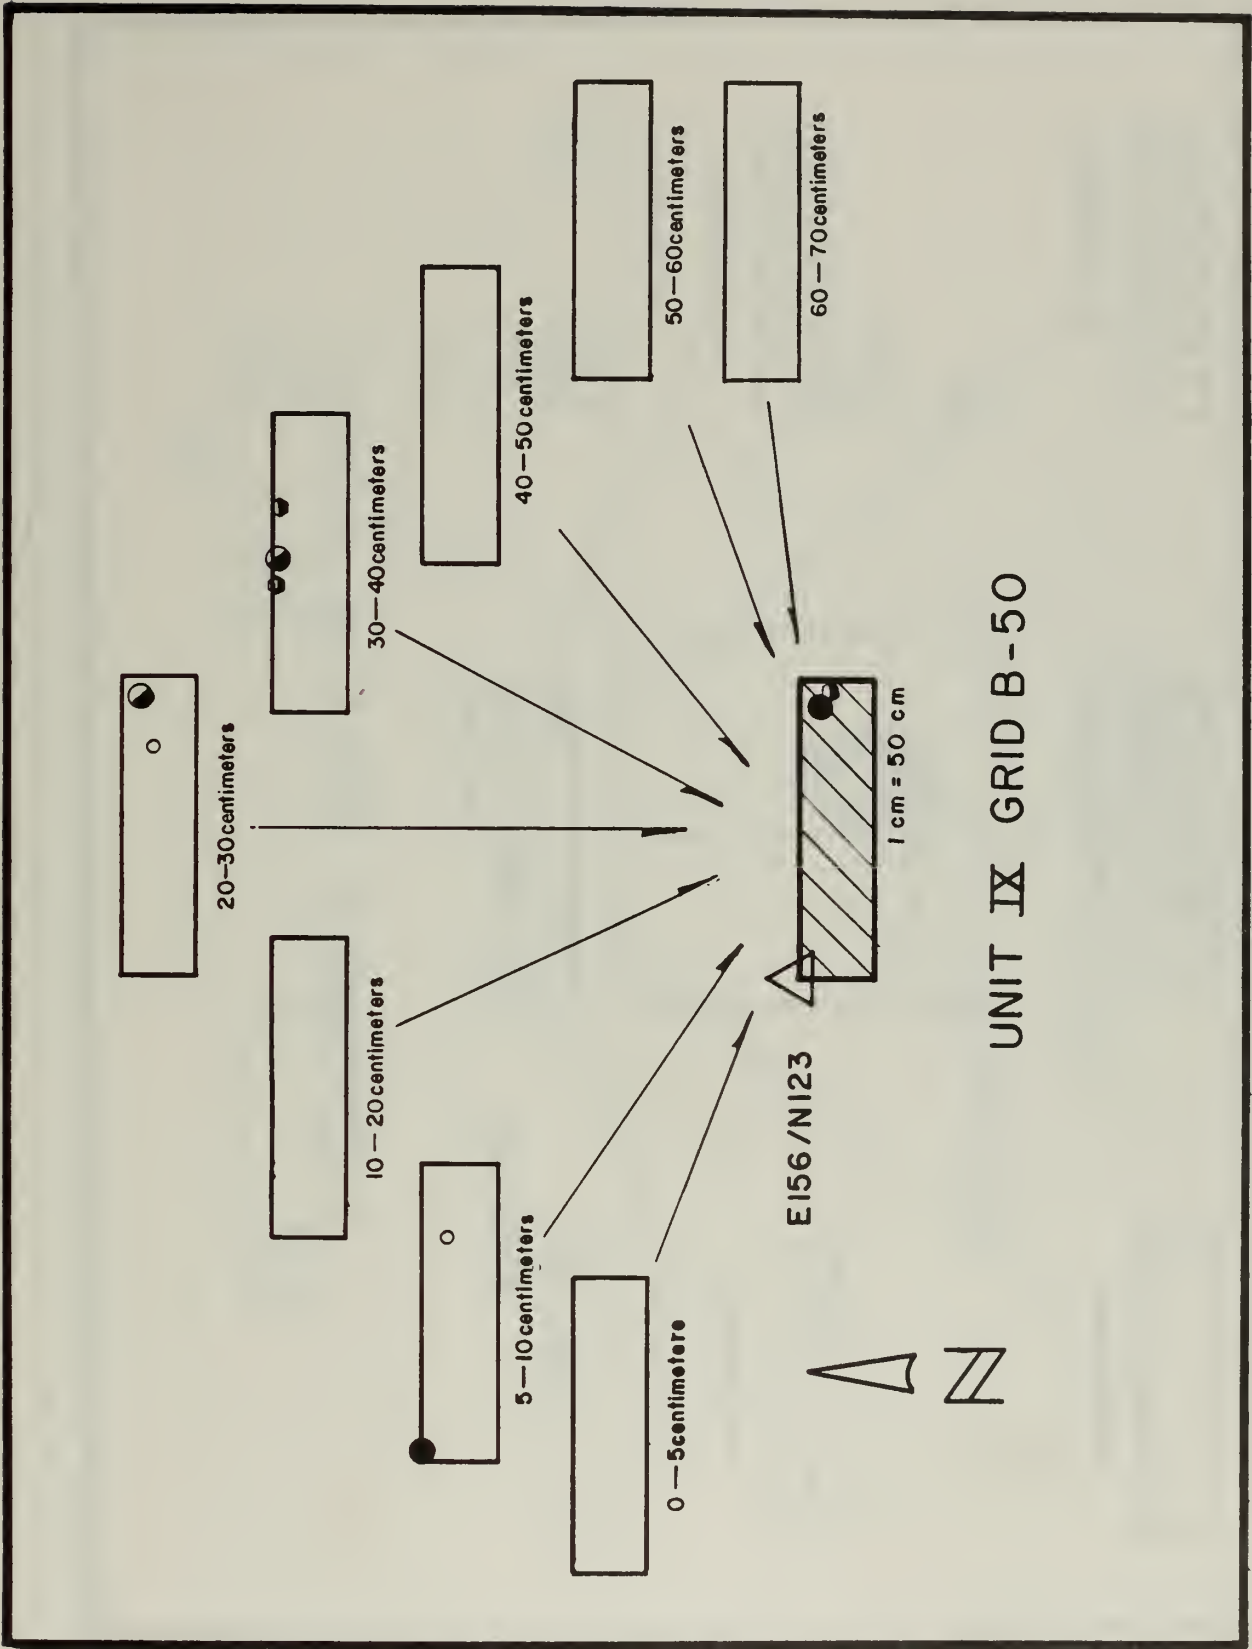 20—30centimeters
10—20centimeters
30—40centimeters
5—10centimeters
40—50centimeters
0—5centimetere
50—60centimeters
60—70centimeters
E156/N123
1 cm = 50 cm
N
UNIT IX GRID B-50